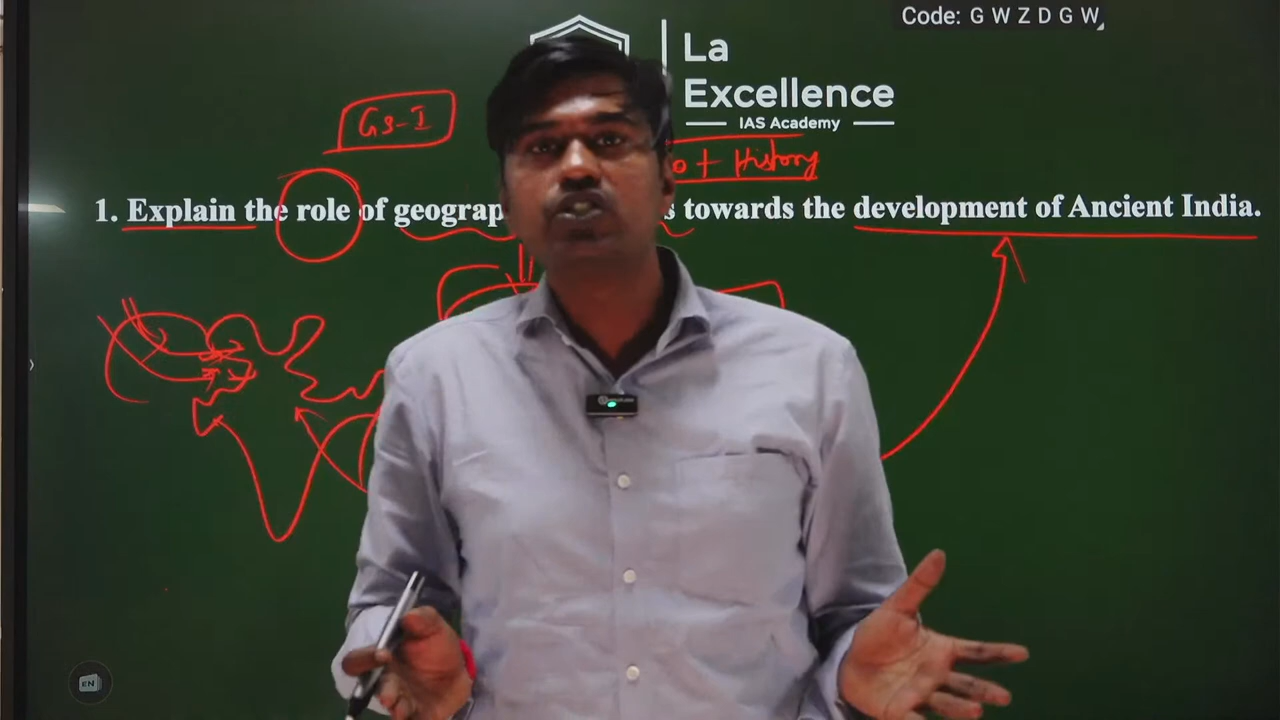 Code: G W Z D G W
La
Excellence
IAS Academy
GS-I
+ History
1. Explain the role of geograp s towards the development of Ancient India.
EN